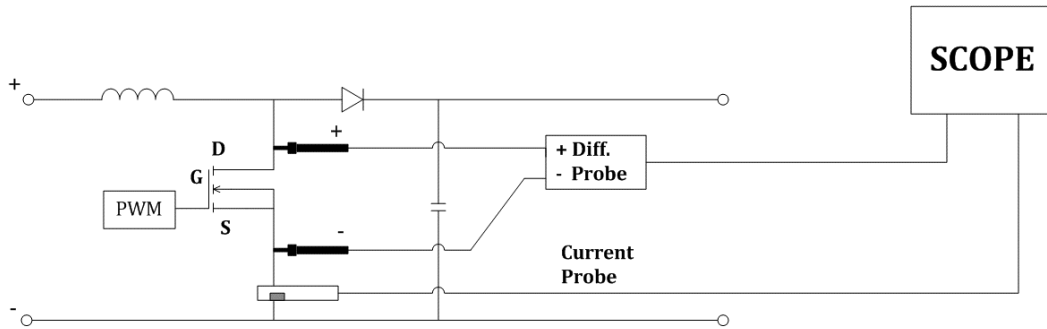 SCOPE
+
+
D
+ Diff.
- Probe
G
PWM
S
-
Current
Probe
-